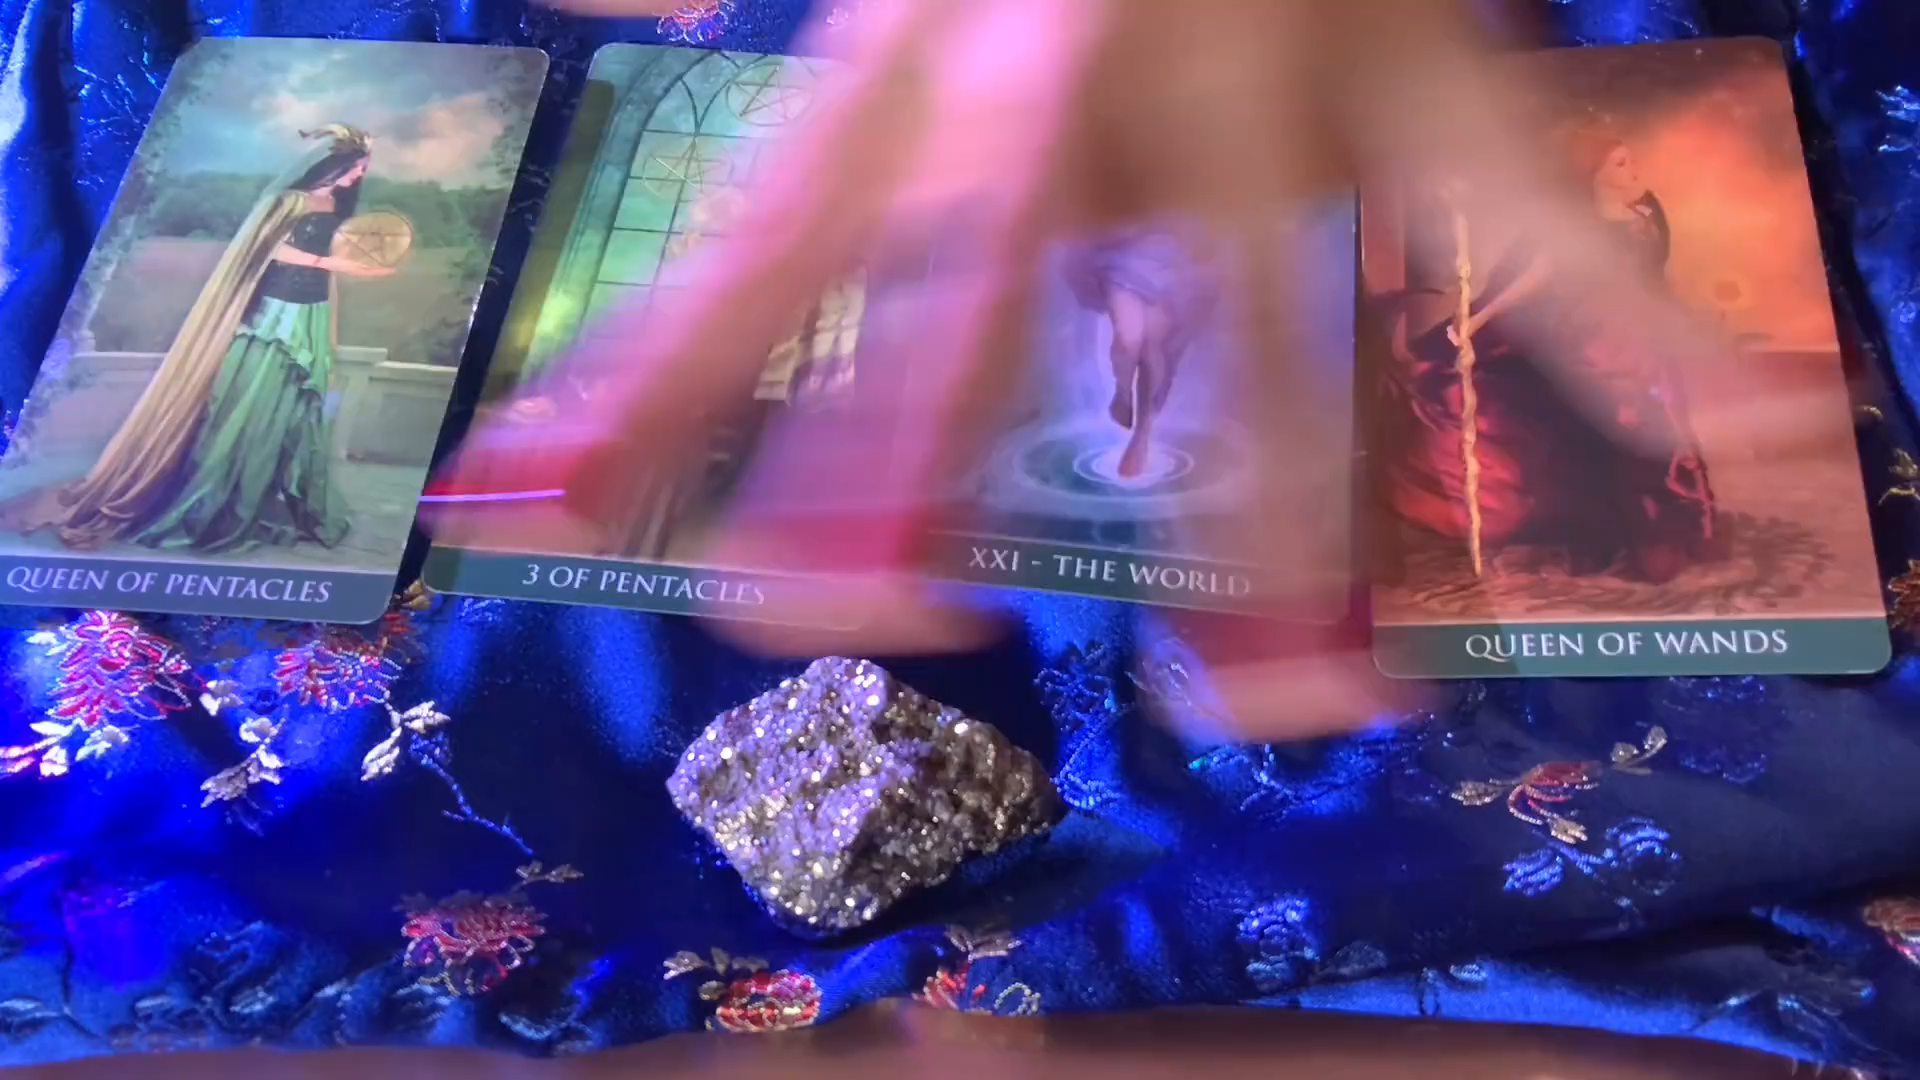 QUEEN OF PENTACLES
3 OF PENTACLES
XXI - THE WORLD
QUEEN OF WANDS